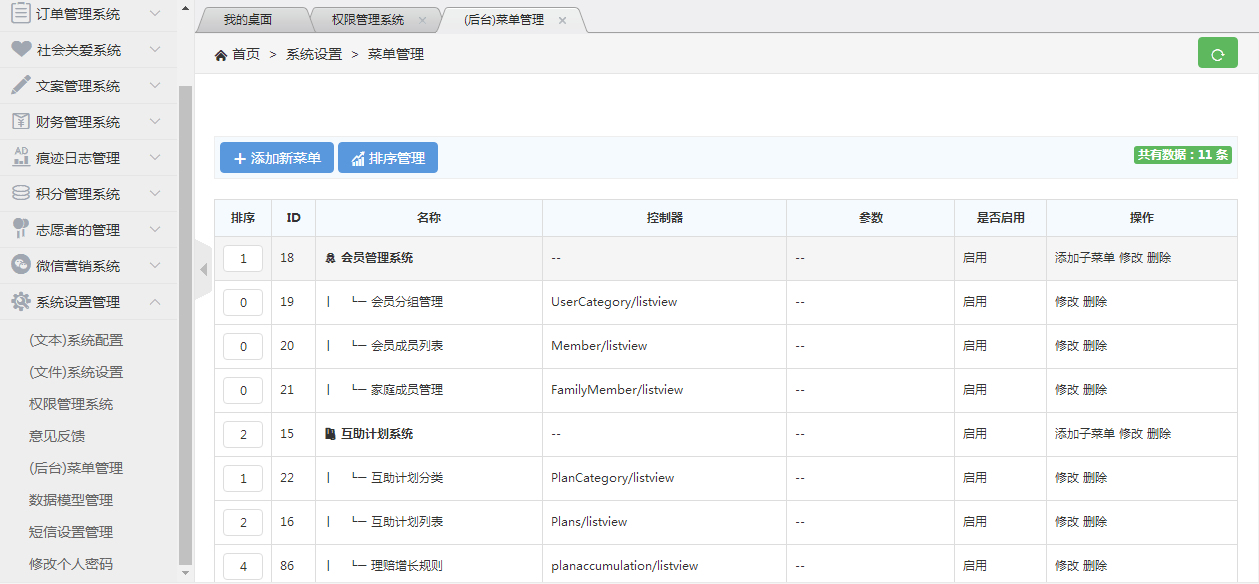 订单管理系统
社会关爱系统
文案管理系统
财务管理系统
AD 痕迹日志管理
积分管理系统
志愿者的管理
微信营销系统
系统设置管理
(文本)系统配置
(文件)系统设置
权限管理系统
意见反馈
(后台)菜单管理
数据模型管理
短信设置管理
修改个人密码
我的桌面 权限管理系统 × (后台)菜单管理 ×
首页 > 系统设置 > 菜单管理
添加新菜单 排序管理 共有数据：11 条
排序 ID 名称 控制器 参数 是否启用 操作
1 18 会员管理系统 -- -- 启用 添加子菜单 修改 删除
0 19 | └─ 会员分组管理 UserCategory/listview -- 启用 修改 删除
0 20 | └─ 会员成员列表 Member/listview -- 启用 修改 删除
0 21 | └─ 家庭成员管理 FamilyMember/listview -- 启用 修改 删除
2 15 互助计划系统 -- -- 启用 添加子菜单 修改 删除
1 22 | └─ 互助计划分类 PlanCategory/listview -- 启用 修改 删除
2 16 | └─ 互助计划列表 Plans/listview -- 启用 修改 删除
4 86 | └─ 理赔增长规则 planaccumulation/listview -- 启用 修改 删除